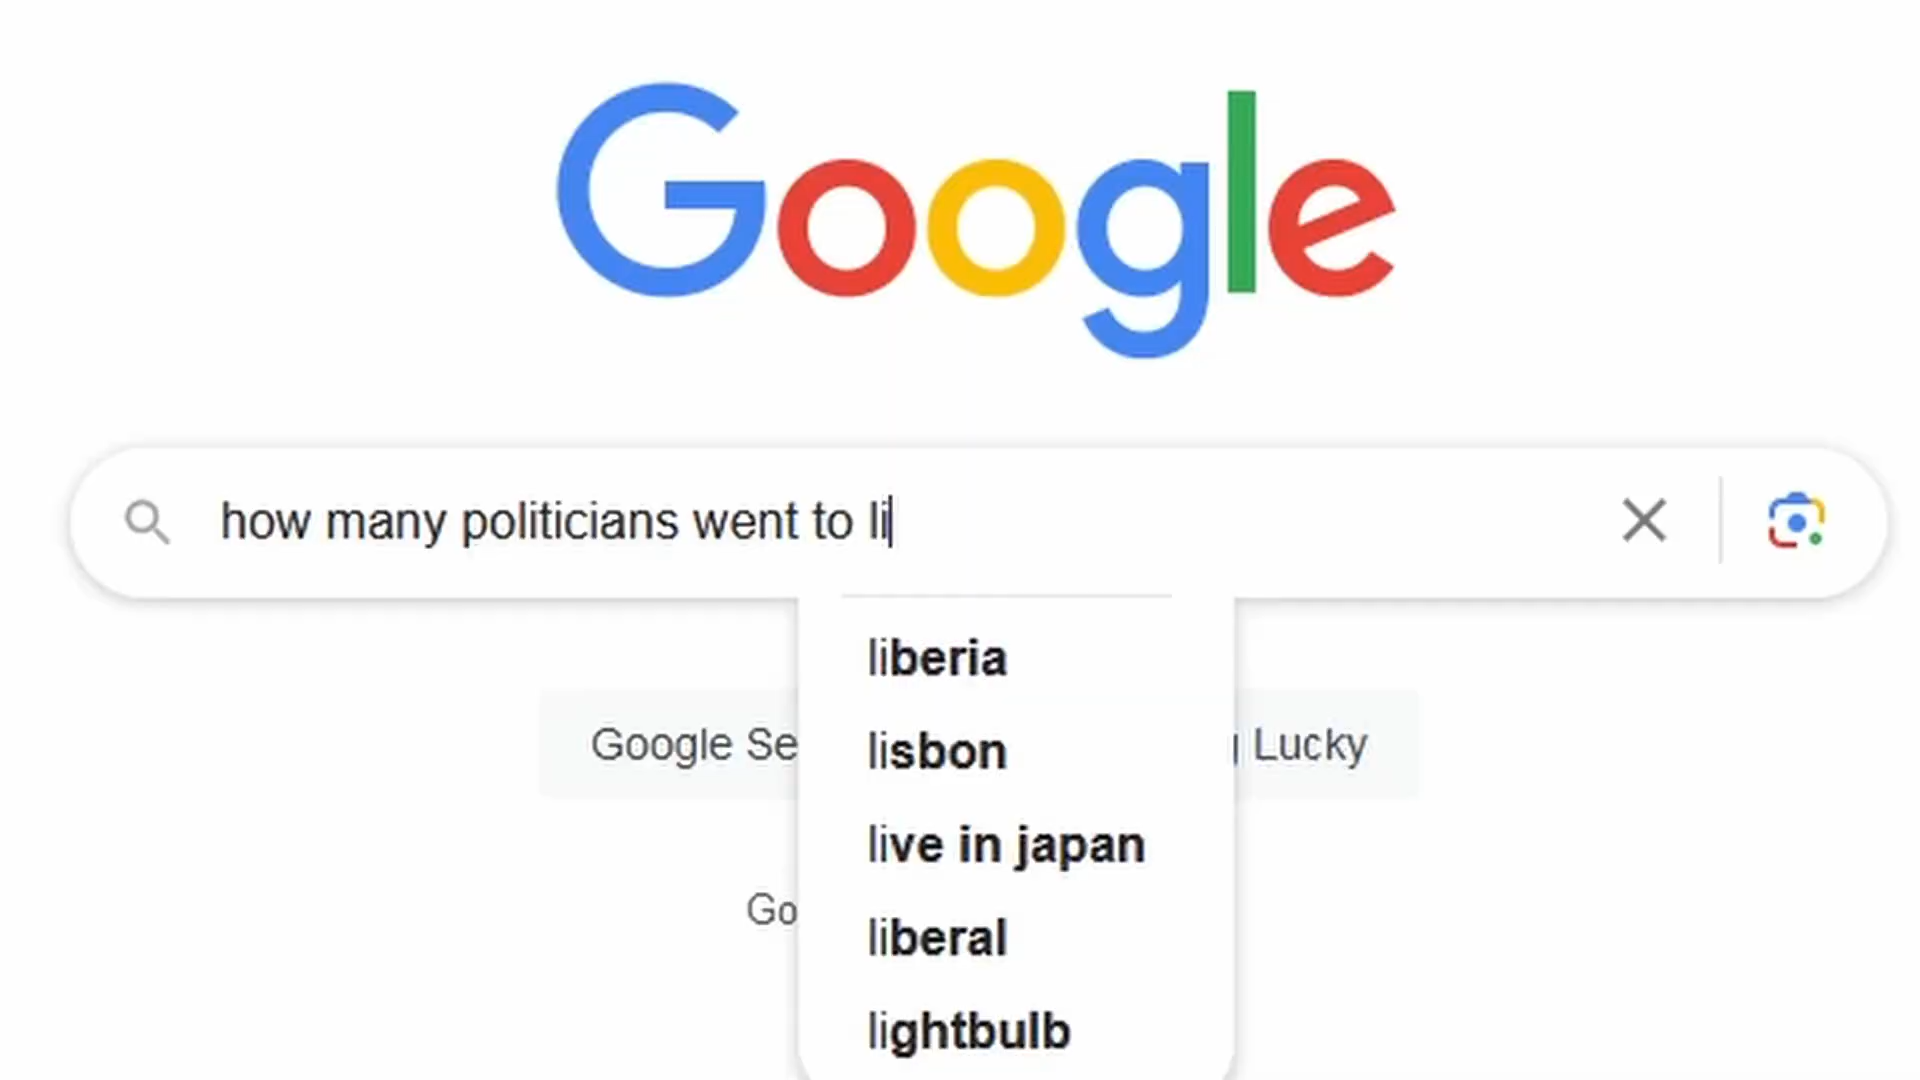 Google
how many politicians went to li
liberia
lisbon
Google Se
Lucky
live in japan
Go
liberal
lightbulb